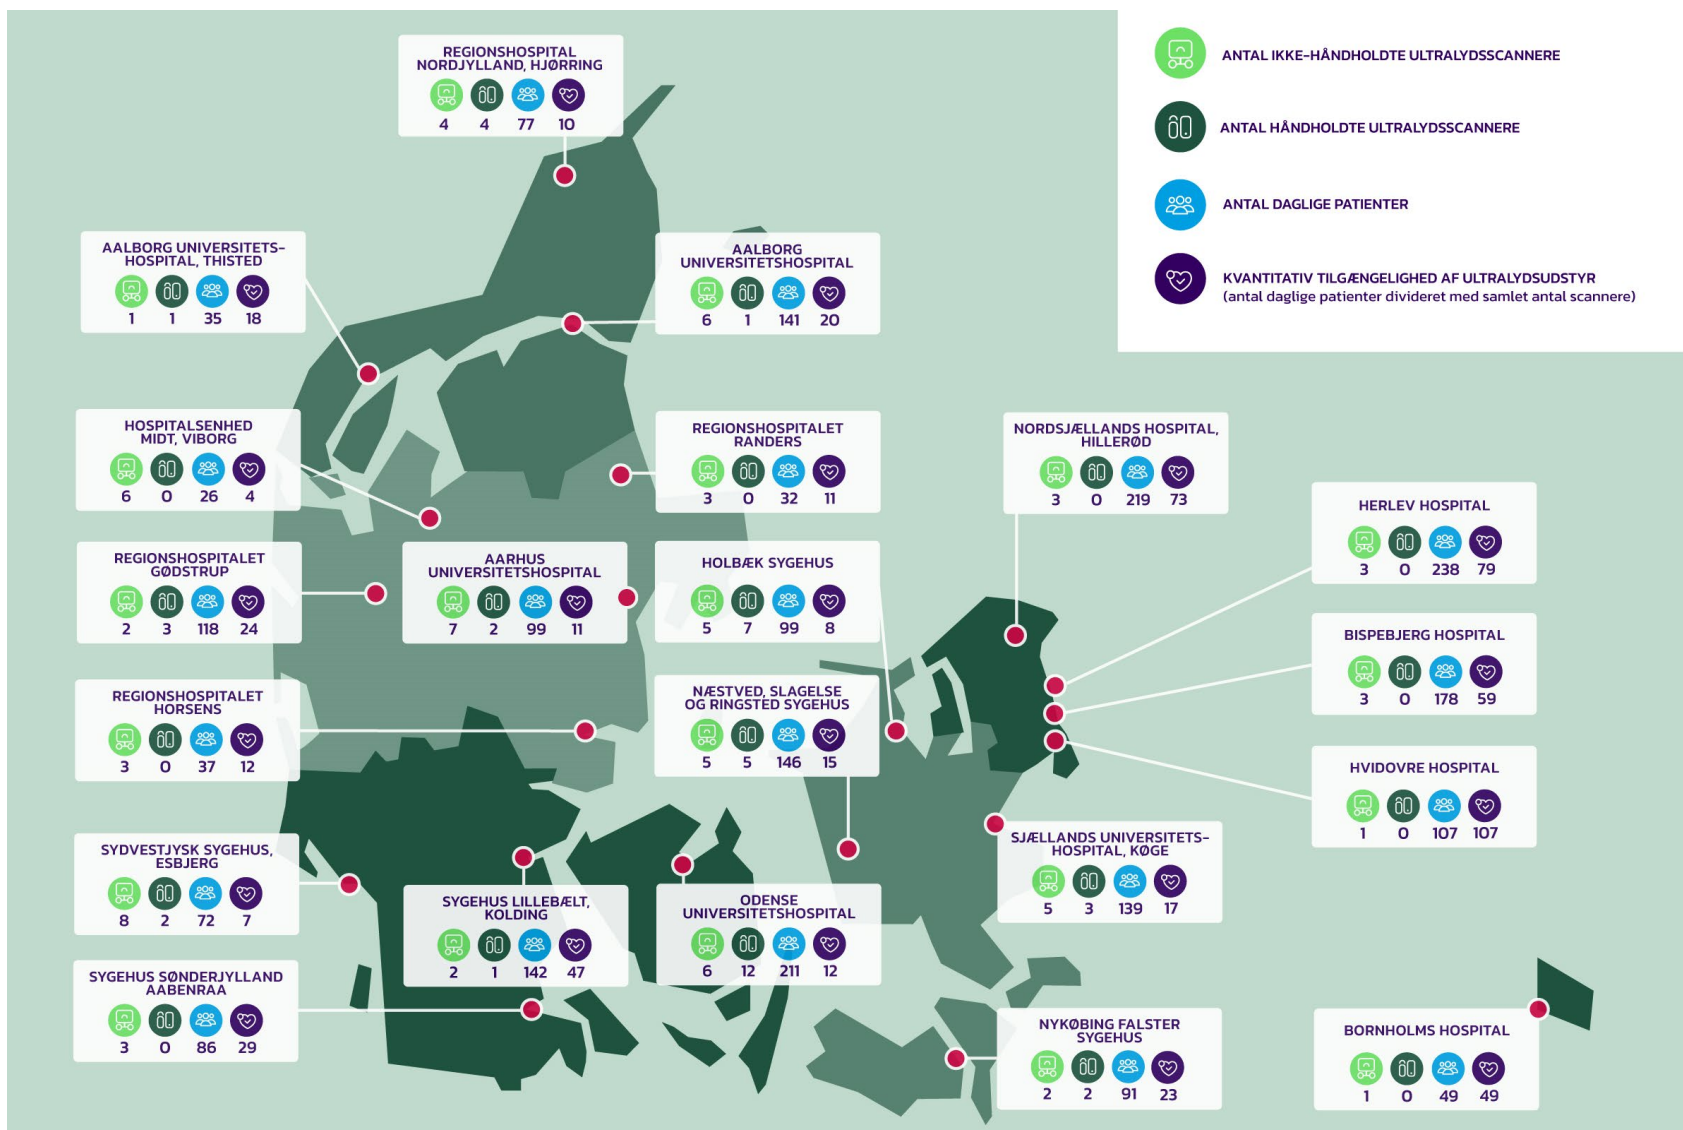 REGIONSHOSPITAL
NORDJYLLAND, HJØRRING
4 4 77 10
ANTAL IKKE-HÅNDHOLDTE ULTRALYDSSCANNERE
ANTAL HÅNDHOLDTE ULTRALYDSSCANNERE
ANTAL DAGLIGE PATIENTER
KVANTITATIV TILGÆNGELIGHED AF ULTRALYDSUDSTYR
(antal daglige patienter divideret med samlet antal scannere)
AALBORG UNIVERSITETS-
HOSPITAL, THISTED
1 1 35 18
AALBORG
UNIVERSITETSHOSPITAL
6 1 141 20
HOSPITALSENHED
MIDT, VIBORG
6 0 26 4
REGIONSHOSPITALET
RANDERS
3 0 32 11
NORDSJÆLLANDS HOSPITAL,
HILLERØD
3 0 219 73
HERLEV HOSPITAL
3 0 238 79
REGIONSHOSPITALET
GØDSTRUP
2 3 118 24
AARHUS
UNIVERSITETSHOSPITAL
7 2 99 11
HOLBÆK SYGEHUS
5 7 99 8
BISPEBJERG HOSPITAL
3 0 178 59
REGIONSHOSPITALET
HORSENS
3 0 37 12
NÆSTVED, SLAGELSE
OG RINGSTED SYGEHUS
5 5 146 15
HVIDOVRE HOSPITAL
1 0 107 107
SYDVESTJYSK SYGEHUS,
ESBJERG
8 2 72 7
SYGEHUS LILLEBÆLT,
KOLDING
2 1 142 47
ODENSE
UNIVERSITETSHOSPITAL
6 12 211 12
SJÆLLANDS UNIVERSITETS-
HOSPITAL, KØGE
5 3 139 17
SYGEHUS SØNDERJYLLAND
AABENRAA
3 0 86 29
NYKØBING FALSTER
SYGEHUS
2 2 91 23
BORNHOLMS HOSPITAL
1 0 49 49